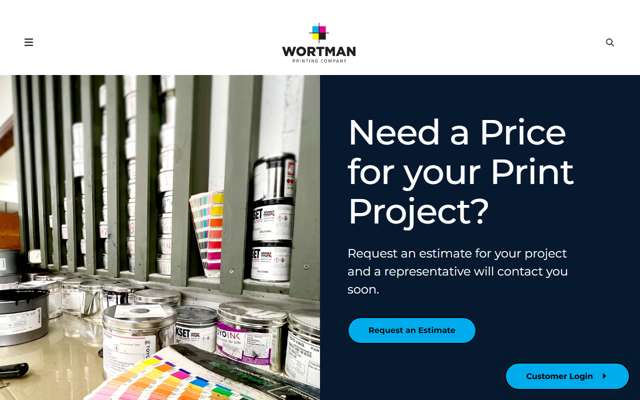 WORTMAN
PRINTING COMPANY
Need a Price
for your Print
Project?
Request an estimate for your project
and a representative will contact you
soon.
Request an Estimate
Customer Login